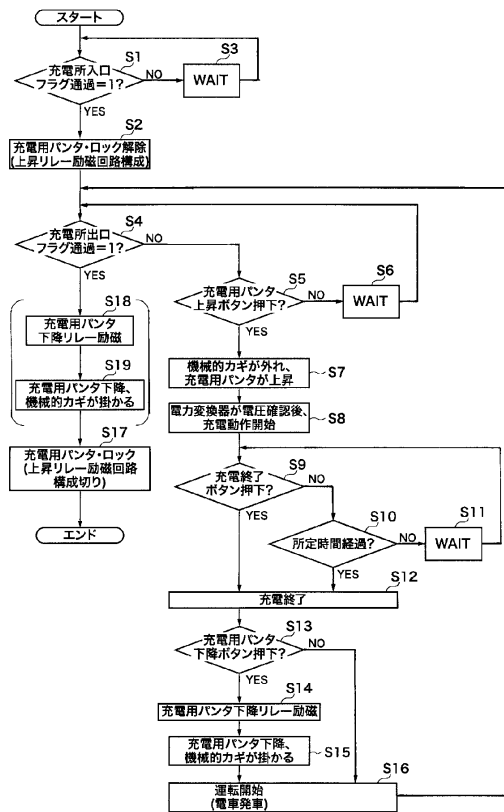 スタート
S1
充電所入口
フラグ通過=1?
NO
YES
S3
WAIT
S2
充電用パンタ・ロック解除
(上昇リレー励磁回路構成)
S4
充電所出口
フラグ通過=1?
NO
YES
S5
充電用パンタ
上昇ボタン押下?
NO
YES
S6
WAIT
S18
充電用パンタ
下降リレー励磁
S19
充電用パンタ下降、
機械的カギが掛かる
S17
充電用パンタ・ロック
(上昇リレー励磁回路
構成切り)
エンド
機械的カギが外れ、
充電用パンタが上昇
S7
電力変換器が電圧確認後、
充電動作開始
S8
S9
充電終了
ボタン押下?
NO
YES
S10
所定時間経過?
NO
YES
S11
WAIT
S12
充電終了
S13
充電用パンタ
下降ボタン押下?
NO
YES
S14
充電用パンタ下降リレー励磁
充電用パンタ下降、
機械的カギが掛かる
S15
S16
運転開始
(電車発車)